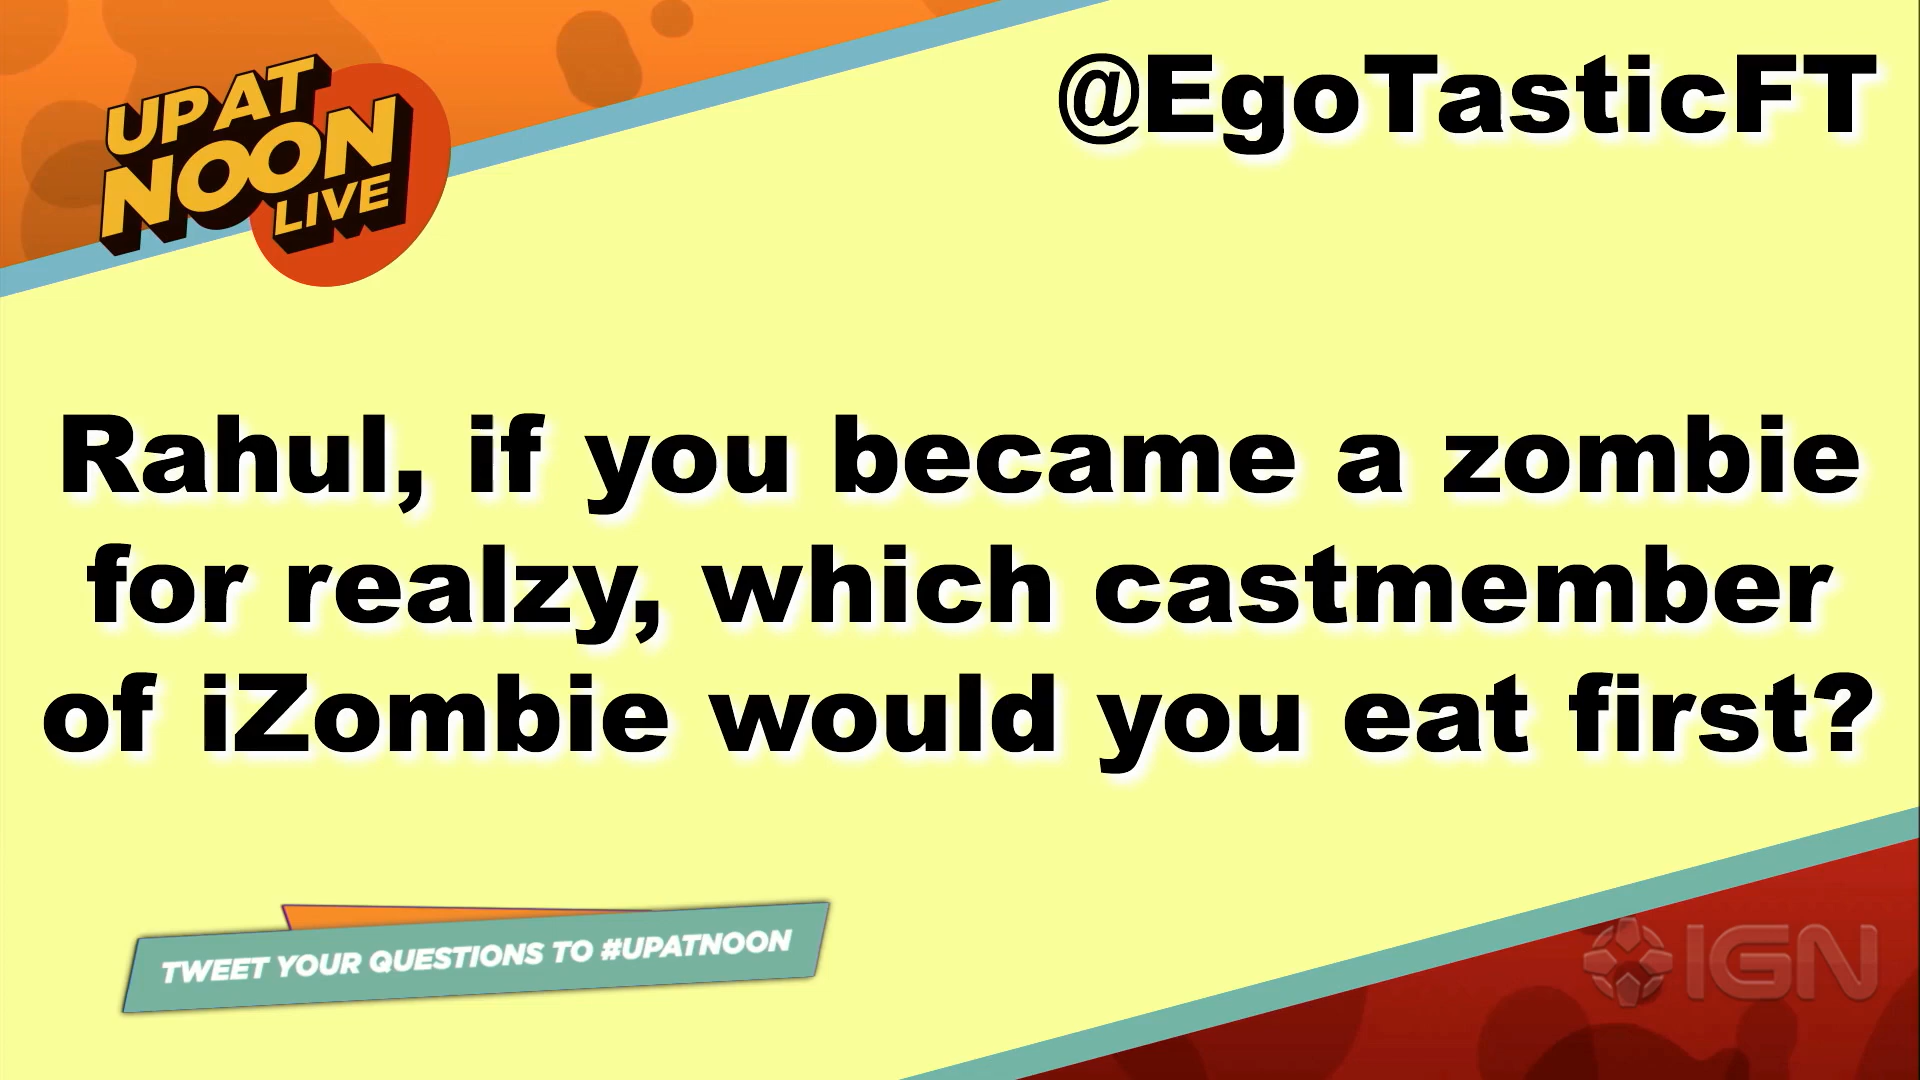 UP AT
NOON
LIVE
@EgoTasticFT
Rahul, if you became a zombie
for realzy, which castmember
of iZombie would you eat first?
TWEET YOUR QUESTIONS TO #UPATNOON
IGN